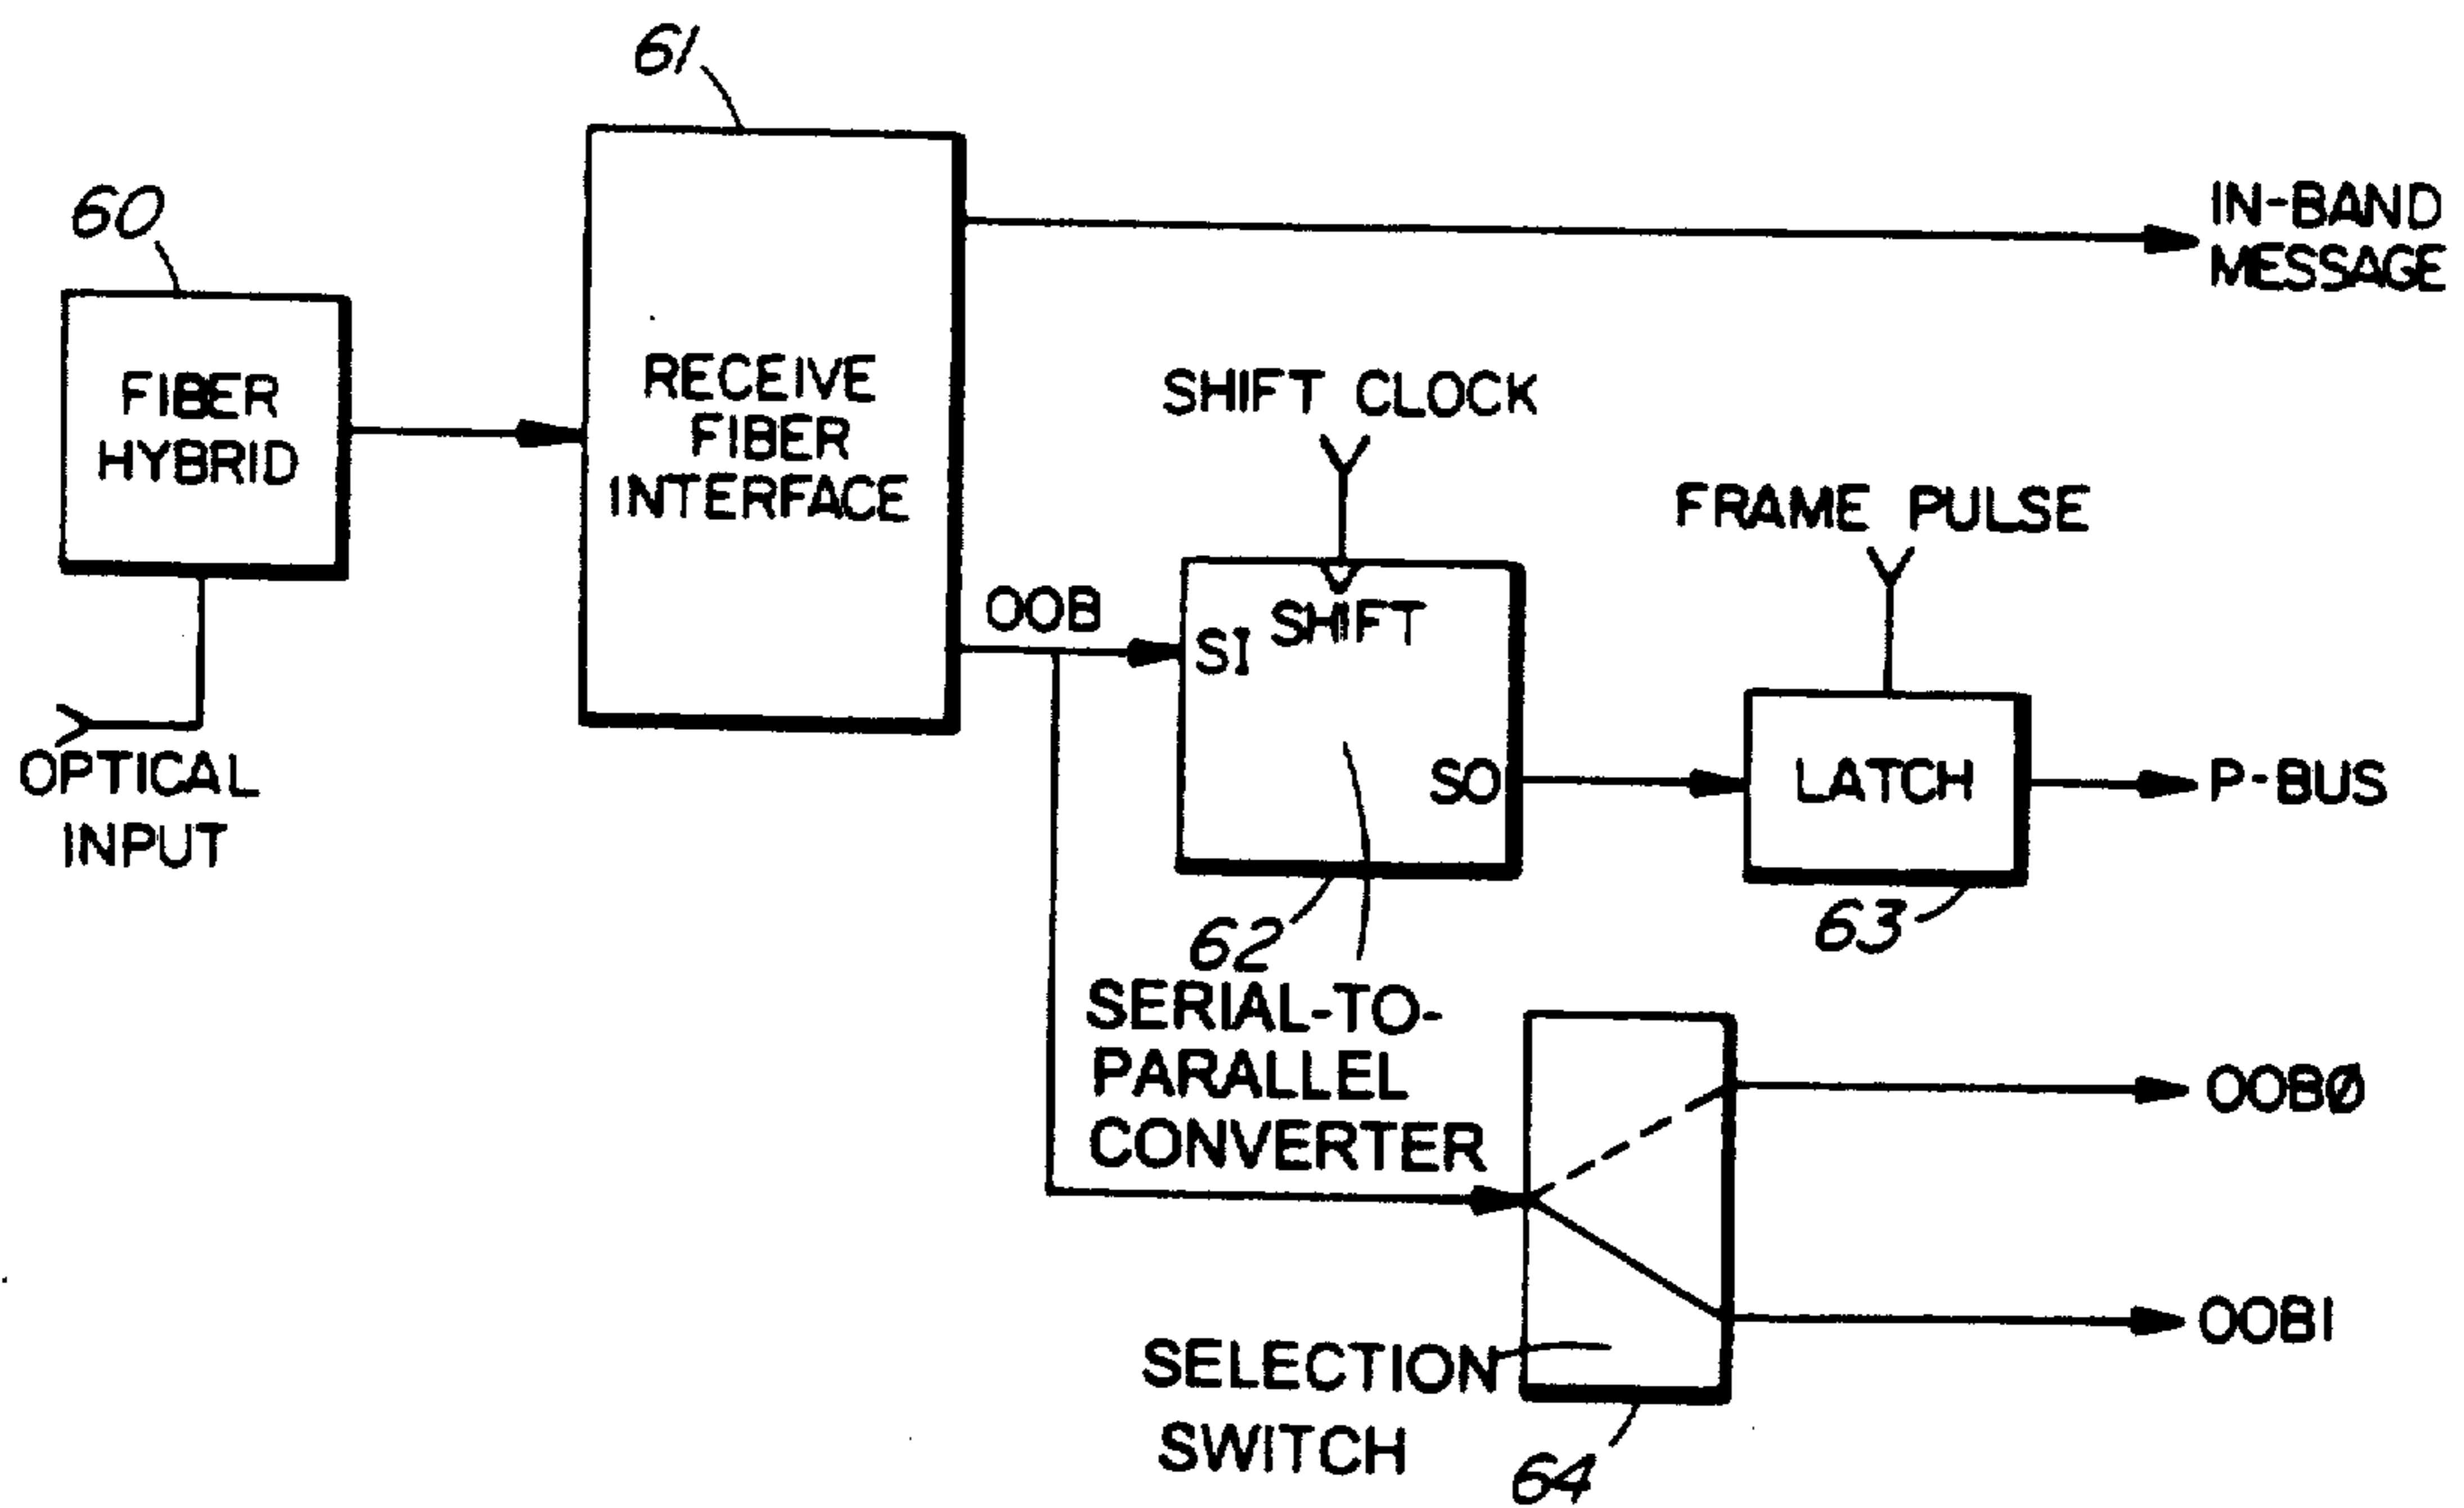 61
60
FIBER
HYBRID
OPTICAL
INPUT
RECEIVE
FIBER
INTERFACE
IN-BAND
MESSAGE
SHIFT CLOCK
FRAME PULSE
OOB
SI SHIFT
SO
LATCH
P-BUS
62
63
SERIAL-TO-
PARALLEL
CONVERTER
OOBØ
OOB1
SELECTION
SWITCH
64